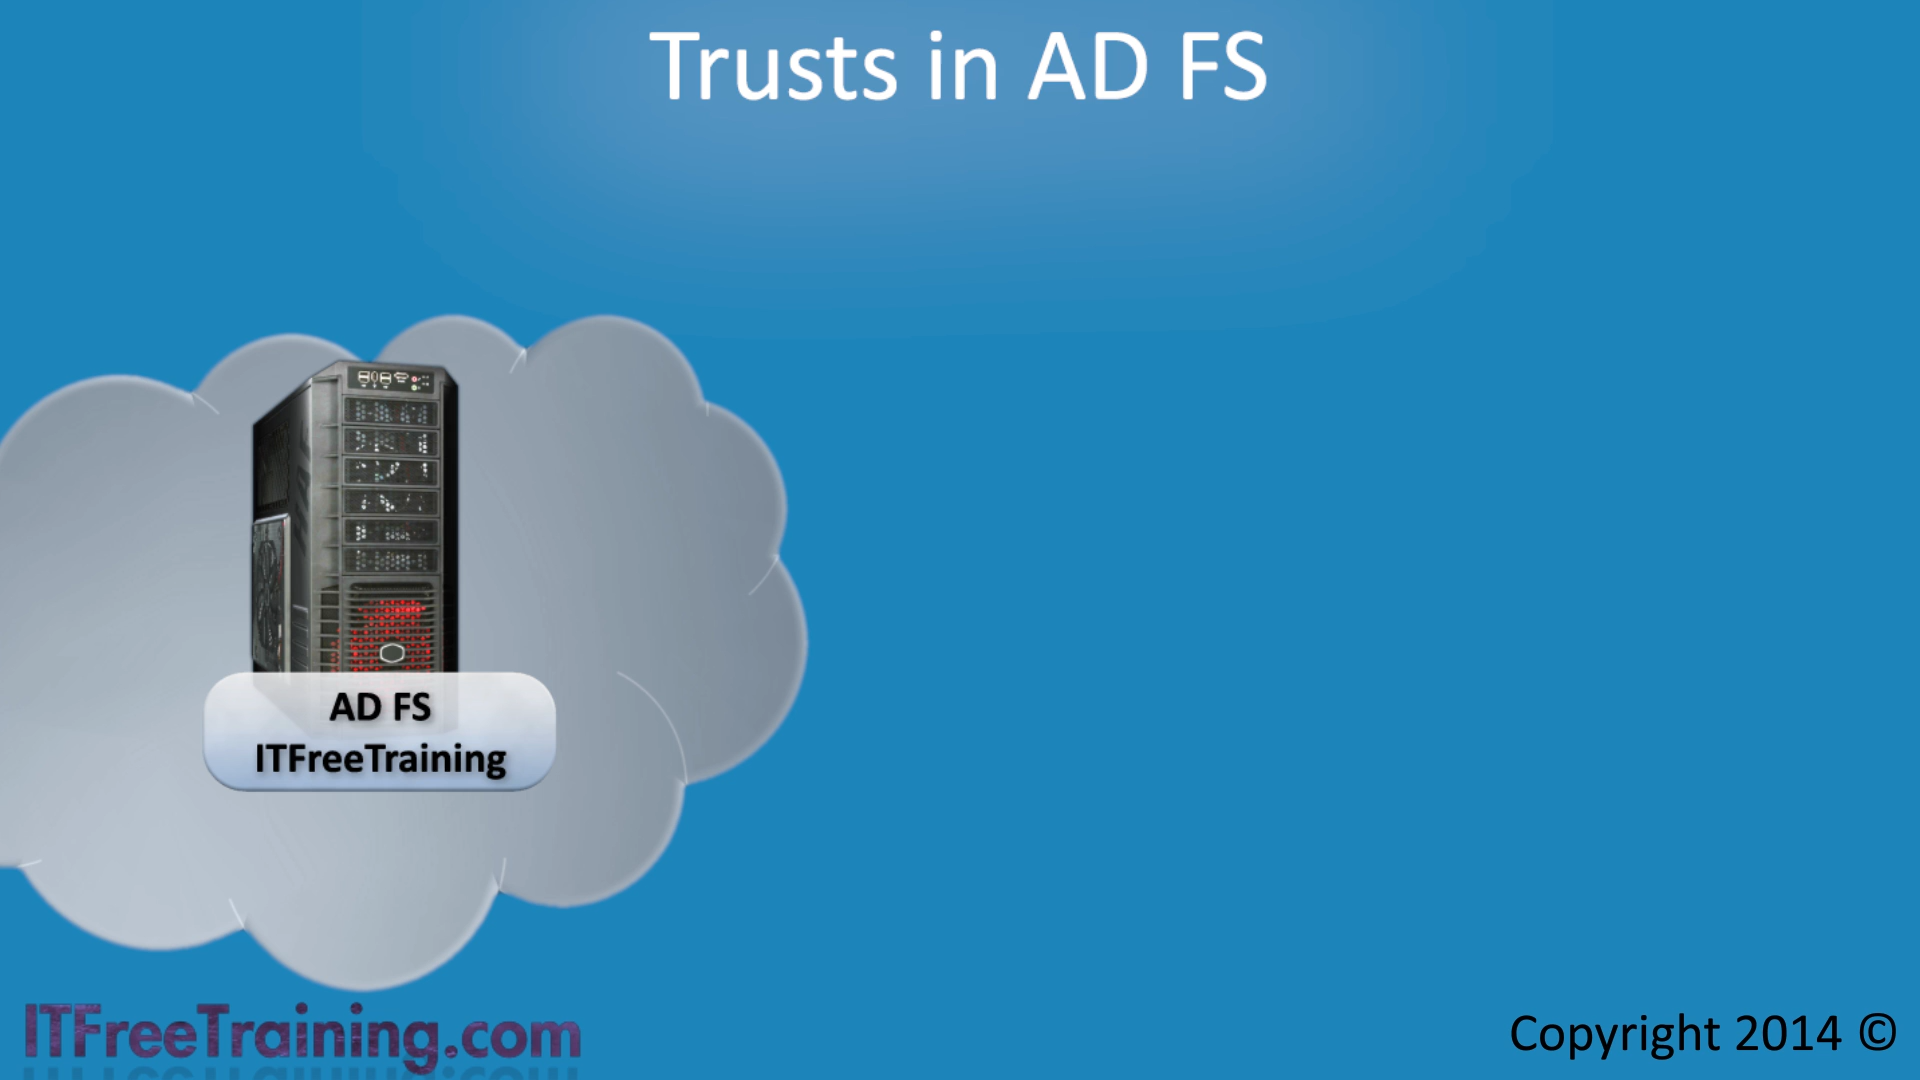 Trusts in AD FS
AD FS
ITFreeTraining
ITFreeTraining.com
Copyright 2014 ©